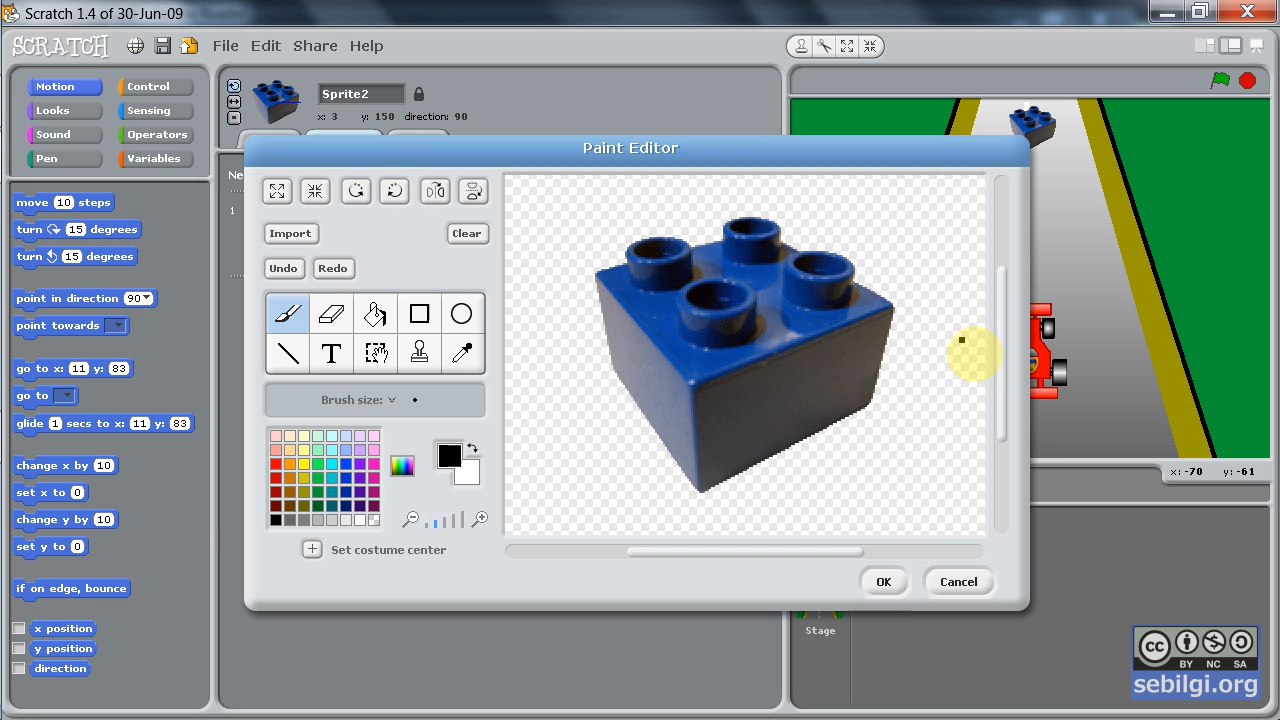 Scratch 1.4 of 30-Jun-09
SCRATCH
File Edit Share Help
Motion Control
Looks Sensing
Sound Operators
Pen Variables
Sprite2
y: 150 direction: 90
Paint Editor
move 10 steps
turn 15 degrees
turn 15 degrees
point in direction 90
point towards
go to x: 11 y: 83
go to
glide 1 secs to x: 11 y: 83
change x by 10
set x to 0
change y by 10
set y to 0
if on edge, bounce
x position
y position
direction
Ne
1
Import Clear
Undo Redo
T
Brush size:
Set costume center
OK Cancel
x: -70 y: -61
Stage
cc
BY NC SA
sebilgi.org